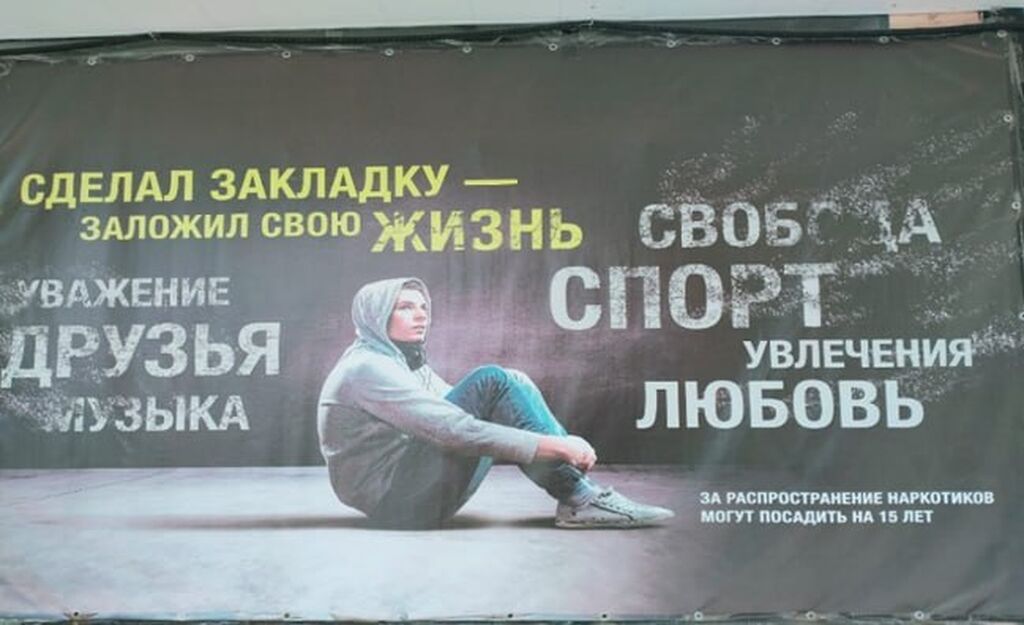 СДЕЛАЛ ЗАКЛАДКУ —
ЗАЛОЖИЛ СВОЮ ЖИЗНЬ
УВАЖЕНИЕ
ДРУЗЬЯ
МУЗЫКА
СВОБОДА
СПОРТ
УВЛЕЧЕНИЯ
ЛЮБОВЬ
ЗА РАСПРОСТРАНЕНИЕ НАРКОТИКОВ
МОГУТ ПОСАДИТЬ НА 15 ЛЕТ